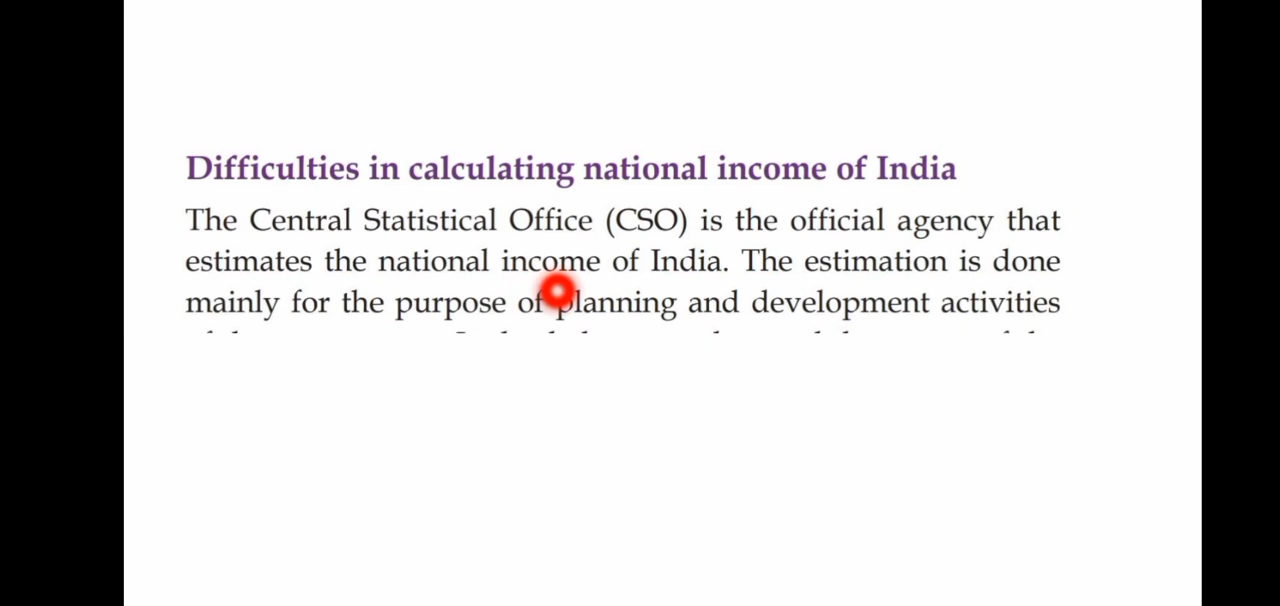 Difficulties in calculating national income of India
The Central Statistical Office (CSO) is the official agency that
estimates the national income of India. The estimation is done
mainly for the purpose of planning and development activities